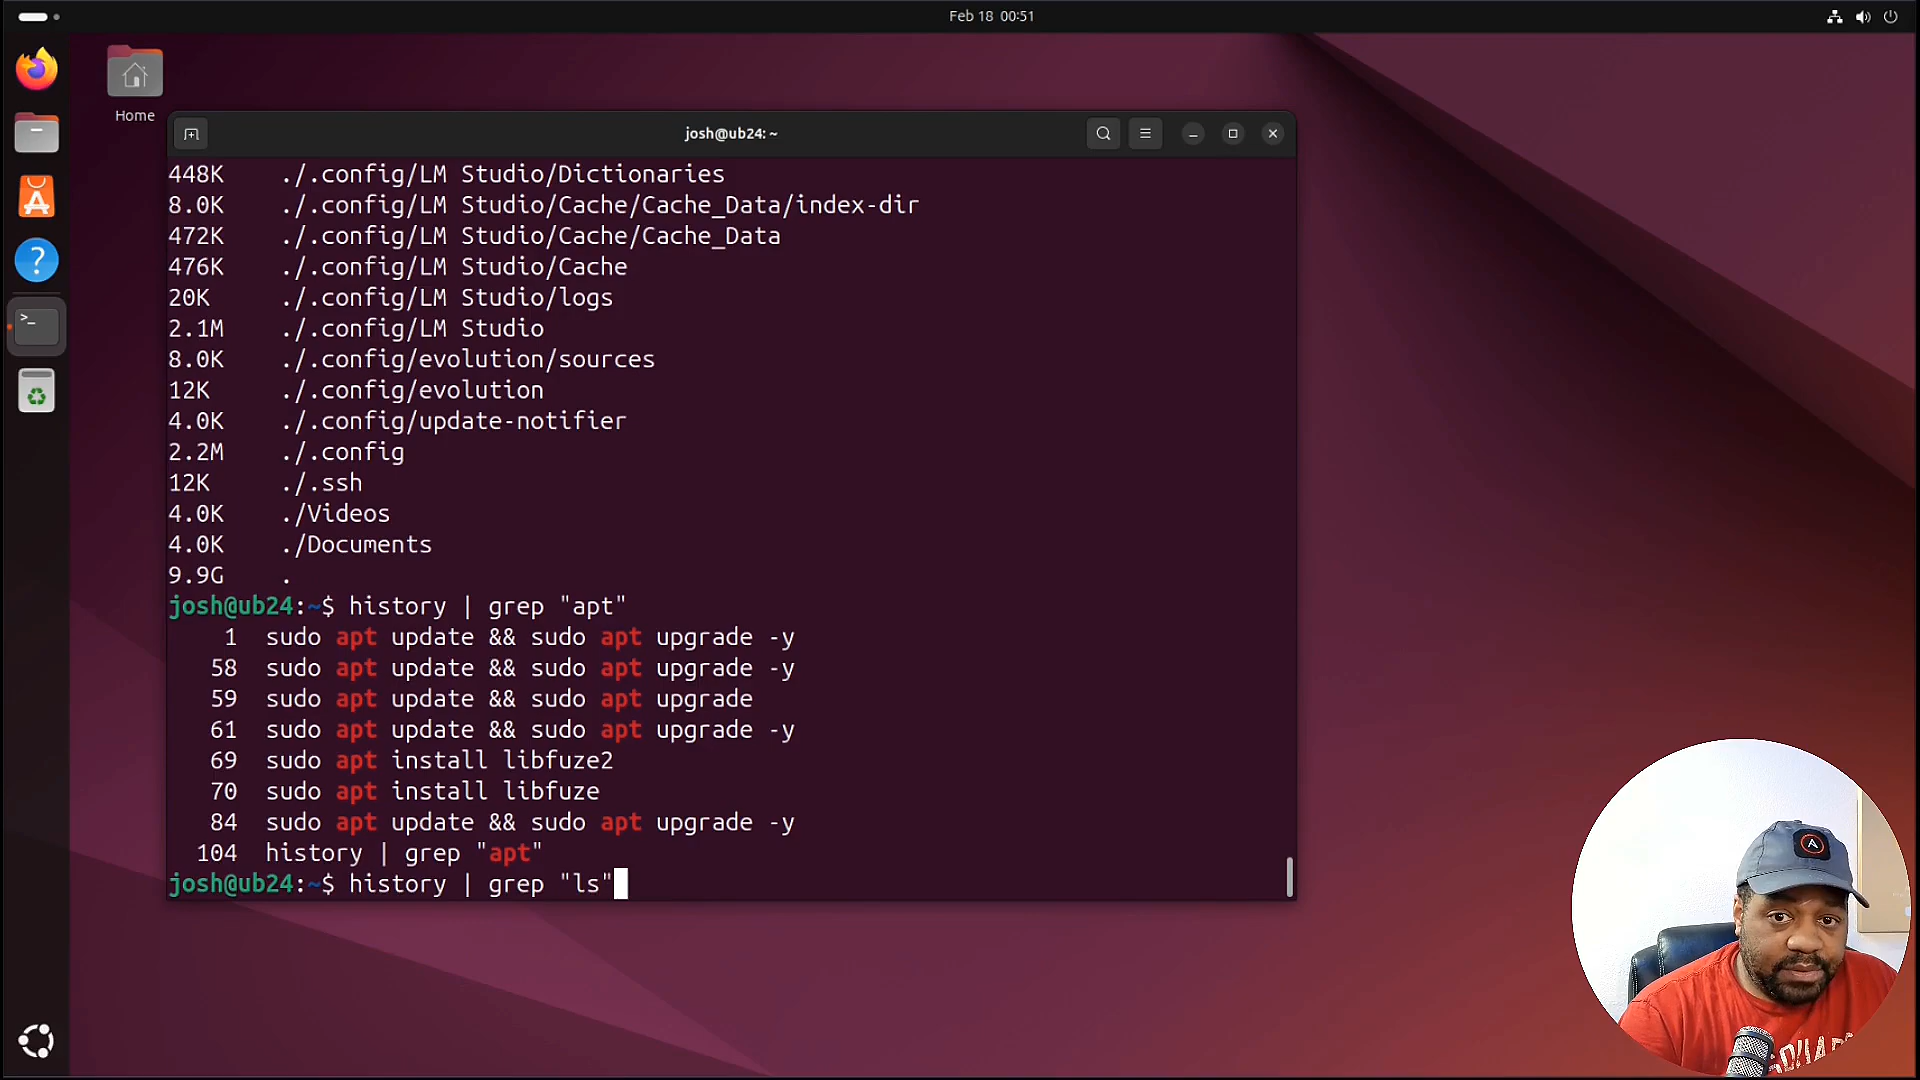 Feb 18 00:51
Home
josh@ub24: ~
448K ./.config/LM Studio/Dictionaries
8.0K ./.config/LM Studio/Cache/Cache_Data/index-dir
472K ./.config/LM Studio/Cache/Cache_Data
476K ./.config/LM Studio/Cache
20K ./.config/LM Studio/logs
2.1M ./.config/LM Studio
8.0K ./.config/evolution/sources
12K ./.config/evolution
4.0K ./.config/update-notifier
2.2M ./.config
12K ./.ssh
4.0K ./Videos
4.0K ./Documents
9.9G .
josh@ub24:~$ history | grep "apt"
1 sudo apt update && sudo apt upgrade -y
58 sudo apt update && sudo apt upgrade -y
59 sudo apt update && sudo apt upgrade
61 sudo apt update && sudo apt upgrade -y
69 sudo apt install libfuze2
70 sudo apt install libfuze
84 sudo apt update && sudo apt upgrade -y
104 history | grep "apt"
josh@ub24:~$ history | grep "ls"